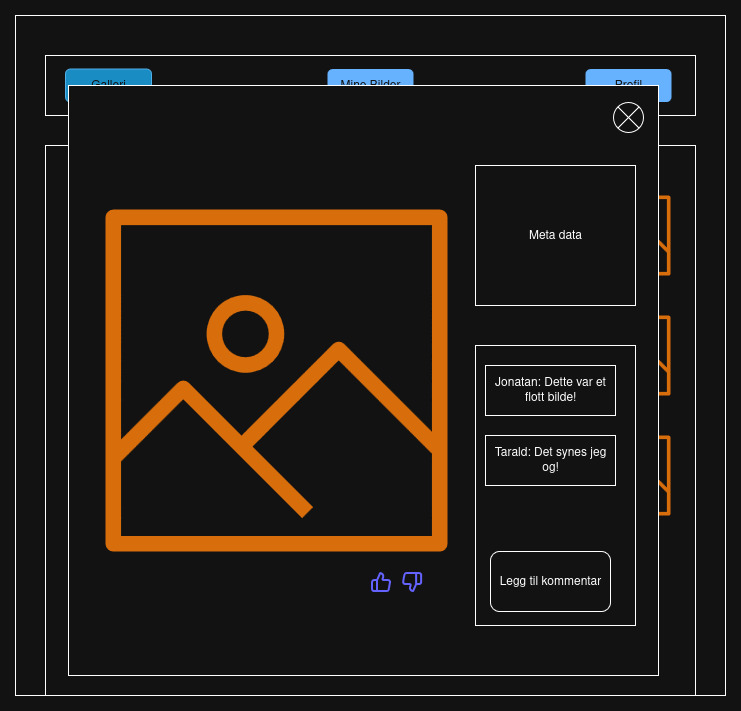 Galleri
Mine Bilder
Profil
Meta data
Jonatan: Dette var et
flott bilde!
Tarald: Det synes jeg
og!
Legg til kommentar